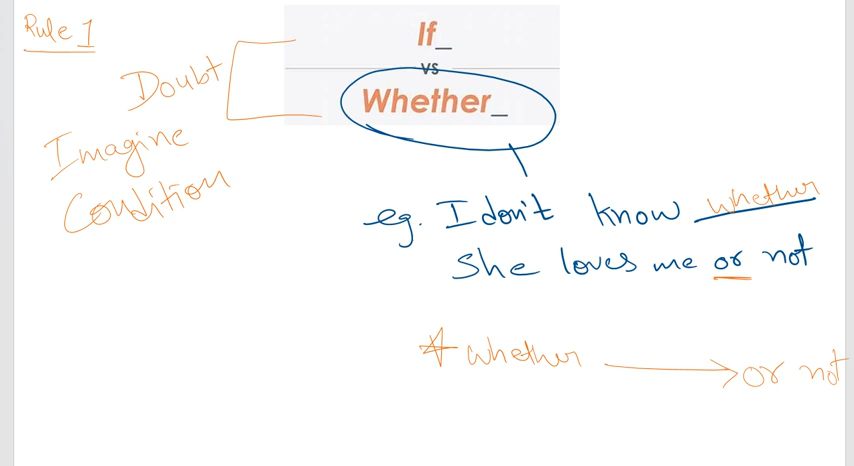 Rule 1
If_
vs
Whether_
Doubt
Imagine
Condition
eg. I don't know whether
She loves me or not
* whether → or not